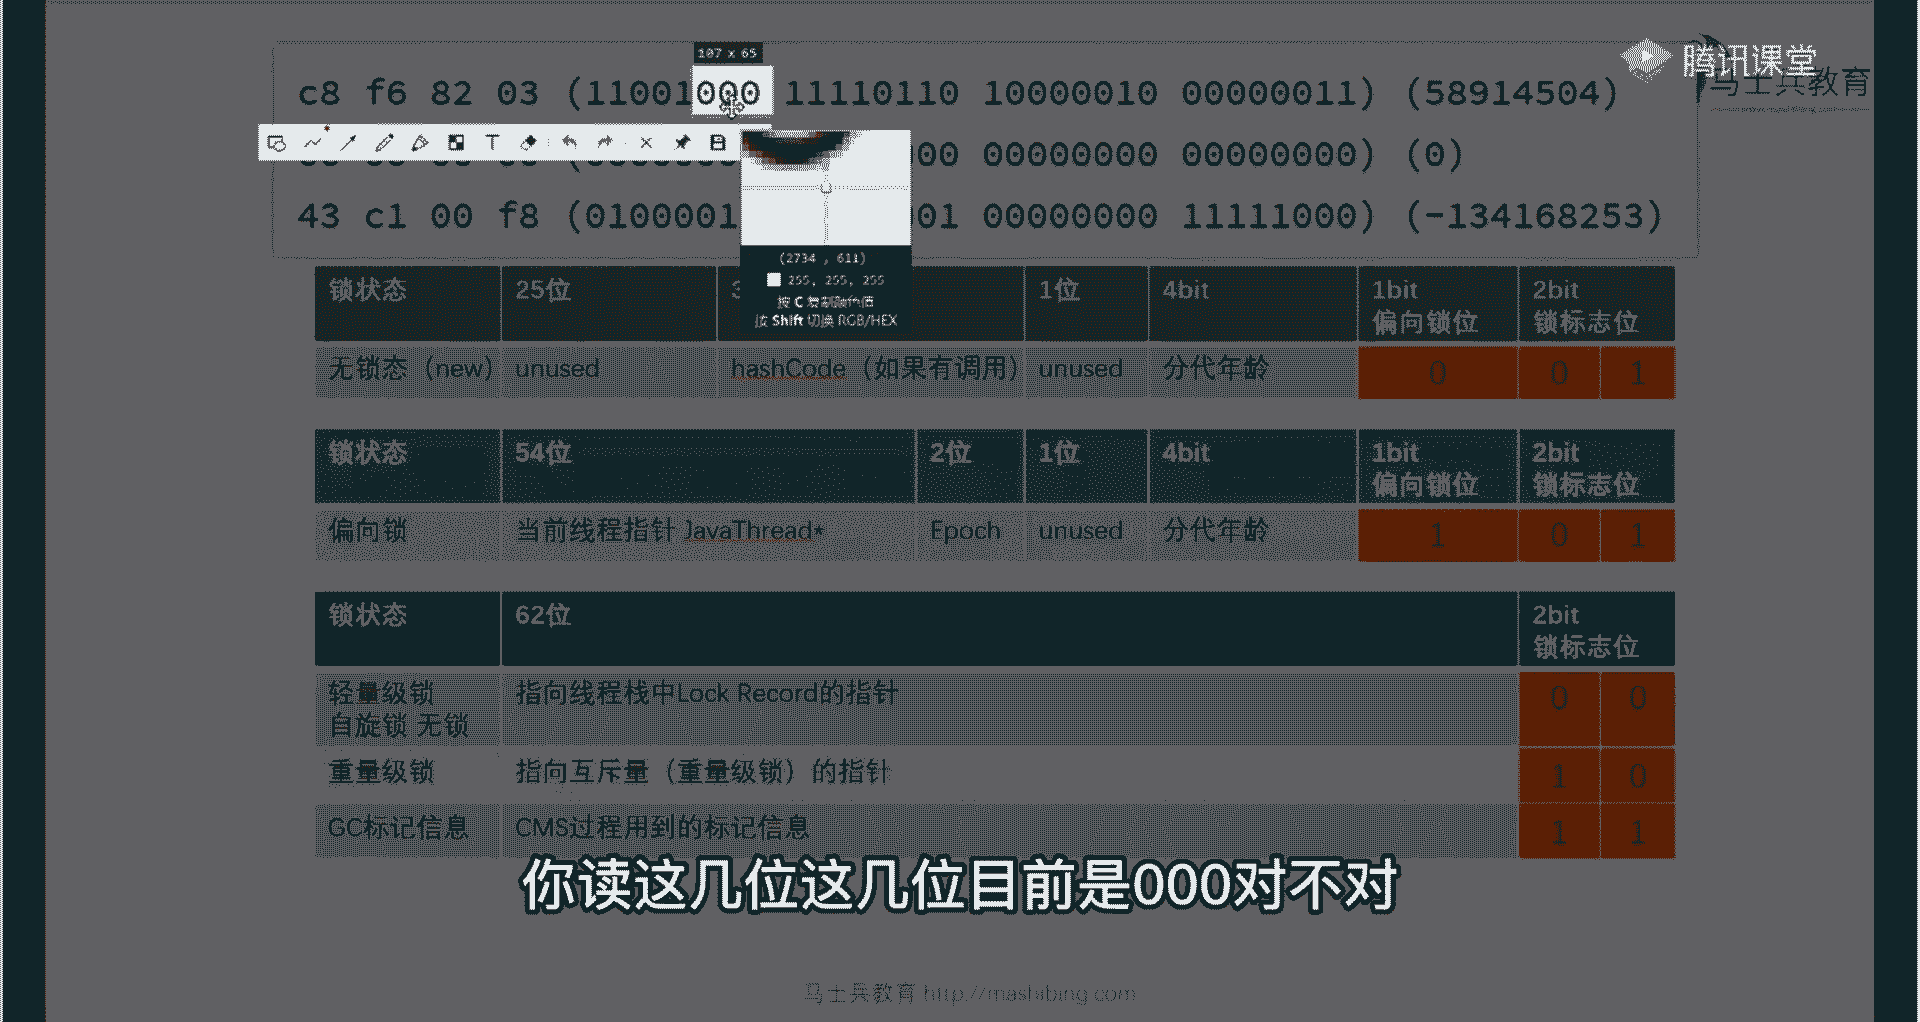 107 x 65
腾讯课堂
马士兵教育
c8 f6 82 03 (11001000 11110110 10000010 00000011) (58914504)
00 00000000 00000000) (0)
43 c1 00 f8 (0100001 001 00000000 11111000) (-134168253)
(2734 , 611)
255, 255, 255
按 C 复制颜色值
按 Shift 切换 RGB/HEX
锁状态 25位 3 1位 4bit 1bit 2bit
偏向锁位 锁标志位
无锁态（new） unused hashCode（如果有调用） unused 分代年龄 0 0 1
锁状态 54位 2位 1位 4bit 1bit 2bit
偏向锁位 锁标志位
偏向锁 当前线程指针 JavaThread* Epoch unused 分代年龄 1 0 1
锁状态 62位 2bit
锁标志位
轻量级锁 指向线程栈中Lock Record的指针 0 0
自旋锁 无锁
重量级锁 指向互斥量（重量级锁）的指针 1 0
GC标记信息 CMS过程用到的标记信息 1 1
你读这几位这几位目前是000对不对
马士兵教育 http://mashibing.com